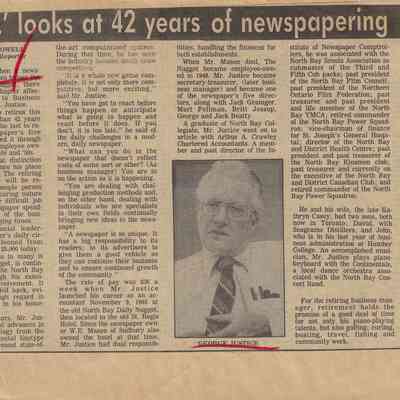 ' looks at 42 years of newspapering
OWELL
Reporter
the art computerized systems.
During that time, he has seen
the industry become much more
competitive.
"It is a whole new game com-
pletely. It is not only more com-
petitive, but more exciting,"
said Mr. Justice.
"You have got to react before
things happen or anticipate
what is going to happen and
react before it does. If you
don't, it is too late," he said of
the daily challenges in a mod-
ern, daily newspaper.
"What can you do in the
newspaper that doesn't reflect
a sale of some sort or other? (As
business manager) You are in
on the action as it is happening.
"You are dealing with chal-
lenging production methods and,
on the other hand, dealing with
individuals who are specialists
in their own fields continually
bringing new ideas to the news-
paper.
"A newspaper is unique. It
has a big responsibility to its
readers; to its advertisers to
give them a good vehicle so
they can continue their business
and to ensure continued growth
of the community."
The rate of pay was $18 a
week when Mr. Justice
launched his career as an ac-
countant November 9, 1945 at
the old North Bay Daily Nugget,
then located in the old St. Regis
Hotel. Since the newspaper own-
er W.E. Mason of Sudbury also
owned the hotel at that time,
Mr. Justice had dual responsib-
ilities, handling the finances for
both establishments.
When Mr. Mason died, The
Nugget became employee-own-
ed in 1948. Mr. Justice became
secretary-treasurer. (later busi-
ness manager) and become one
of the newspaper's five direc-
tors, along with Jack Grainger,
Mort Fellman, Britt Jessup,
George and Jack Beatty
A graduate of North Bay Col-
legiate, Mr. Justice went on to
article with Arthur A. Crawley
Chartered Accountants. A mem-
ber and past director of the In-
stitute of Newspaper Comptrol-
lers, he was associated with the
North Bay Scouts Association as
cubmaster of the Third and
Fifth Cub packs; past president
of the North Bay Film Council;
past president of the Northern
Ontario Film Federation; past
treasurer and past president
and life member of the North
Bay YMCA; retired commander
of the North Bay Power Squad-
ron; vice-chairman of finance
for St. Joseph's General Hospi-
tal; director of the North Bay
and District Health Centre; past
president and past treasurer of
the North Bay Kinsmen club;
past treasurer and currently on
the executive of the North Bay
and District Canadian Club; and
retired commander of the North
Bay Power Squadron.
He and his wife, the late Ka-
thryn Casey, had two sons, both
now in Toronto, David, with
Seagrams Distillers, and John,
who is in his last year of busi-
ness administration at Humber
College. An accomplished musi-
cian, Mr. Justice plays piano-
keyboard with the Continentals,
a local dance orchestra also
associated with the North Bay Con-
cert Band.
For the retiring business man-
ager, retirement holds the
promise of a good deal of time
for not only his piano-playing
talents, but also golfing, curling,
boating, travel, fishing and
community work.
GEORGE JUSTICE